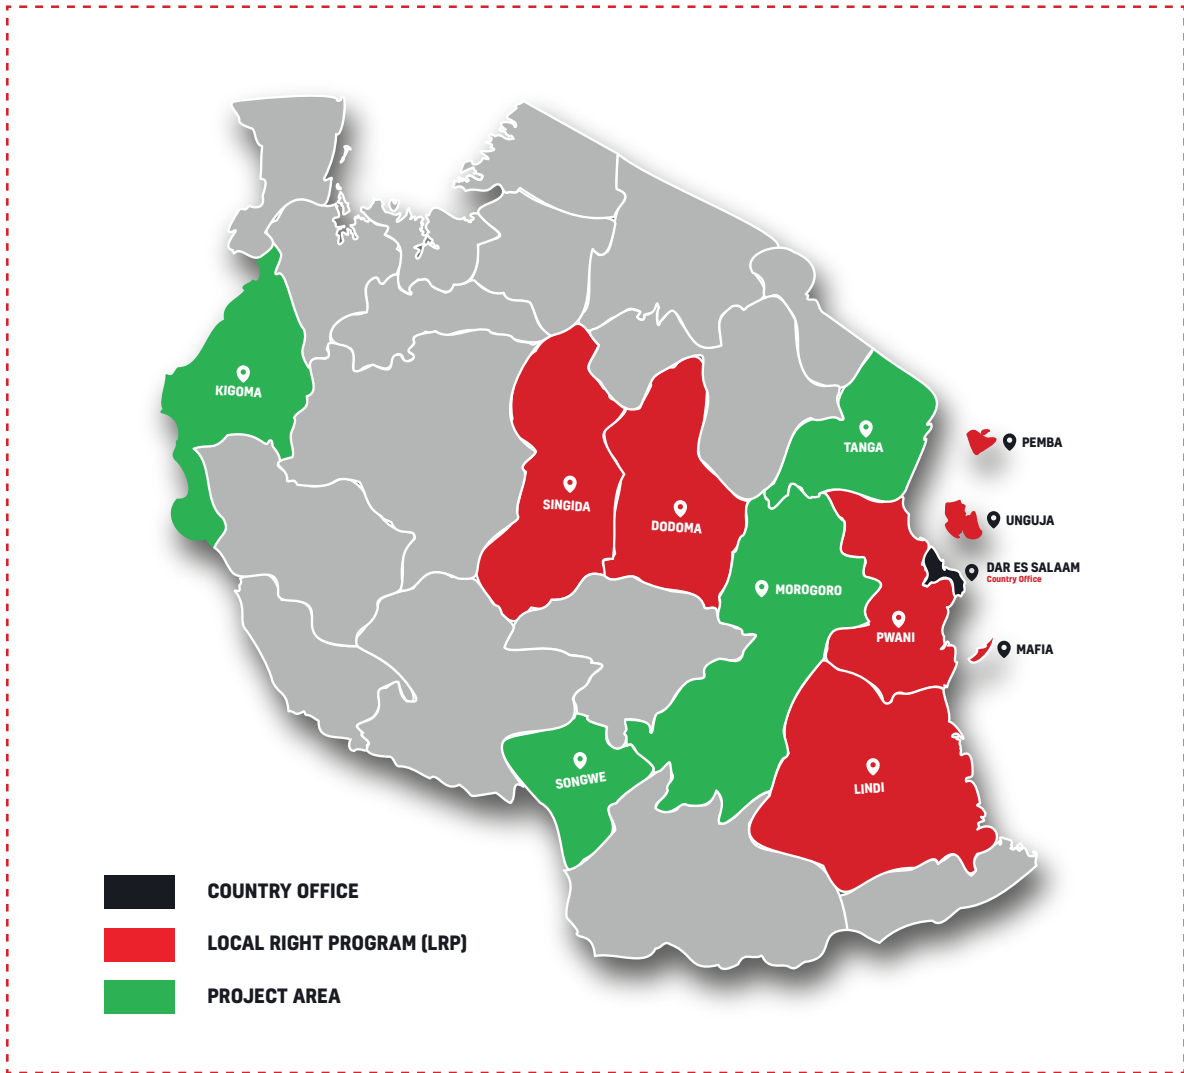 KIGOMA
TANGA
PEMBA
SINGIDA
DODOMA
UNGUJA
DAR ES SALAAM
Country Office
MOROGORO
PWANI
MAFIA
SONGWE
LINDI
COUNTRY OFFICE
LOCAL RIGHT PROGRAM (LRP)
PROJECT AREA